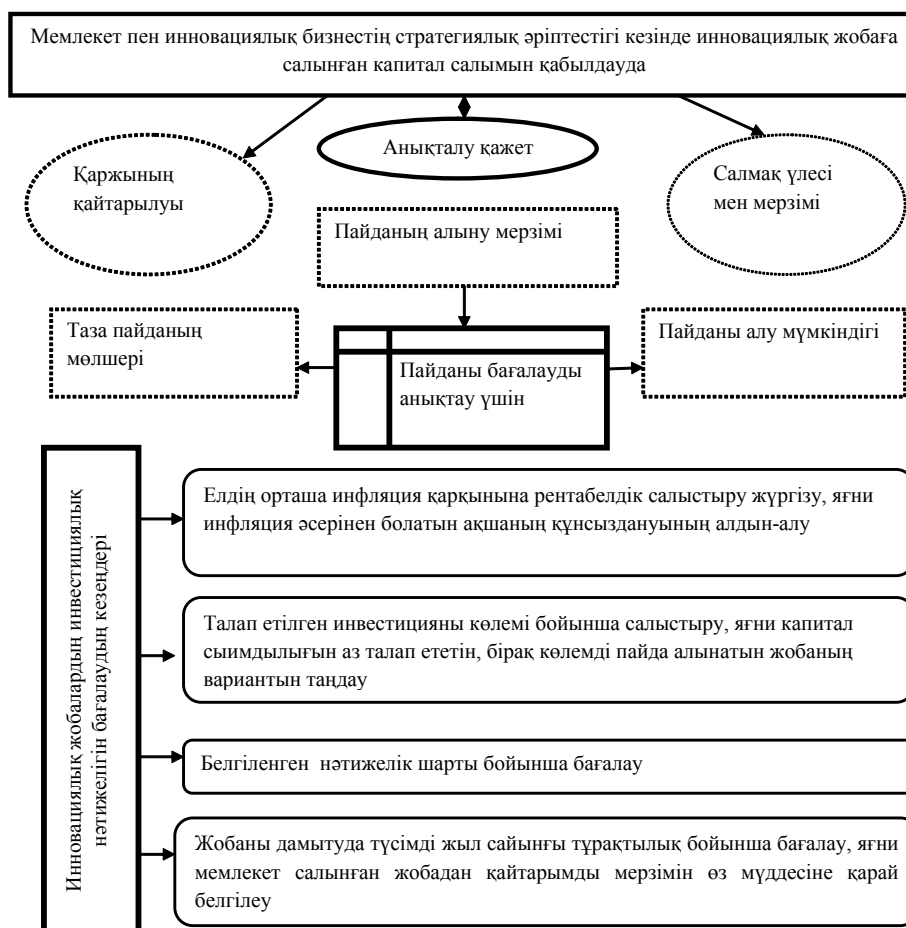 Мемлекет пен инновациялық бизнестің стратегиялық әріптестігі кезінде инновациялық жобаға
салынған капитал салымын қабылдауда
Қаржының
қайтарылуы
Анықталу қажет
Салмақ үлесі
мен мерзімі
Пайданың алыну мерзімі
Таза пайданың
мөлшері
Пайданы бағалауды
анықтау үшін
Пайданы алу мүмкіндігі
Инновациялық жобалардың инвестициялық
нәтижелігін бағалаудың кезеңдері
Елдің орташа инфляция қарқынына рентабелдік салыстыру жүргізу, яғни
инфляция әсерінен болатын ақшаның құнсыздануының алдын-алу
Талап етілген инвестицияны көлемі бойынша салыстыру, яғни капитал
сыимдылығын аз талап ететін, бірақ көлемді пайда алынатын жобаның
вариантын таңдау
Белгіленген нәтижелік шарты бойынша бағалау
Жобаны дамытуда түсімді жыл сайынғы тұрақтылық бойынша бағалау, яғни
мемлекет салынған жобадан қайтарымды мерзімін өз мүддесіне қарай
белгілеу